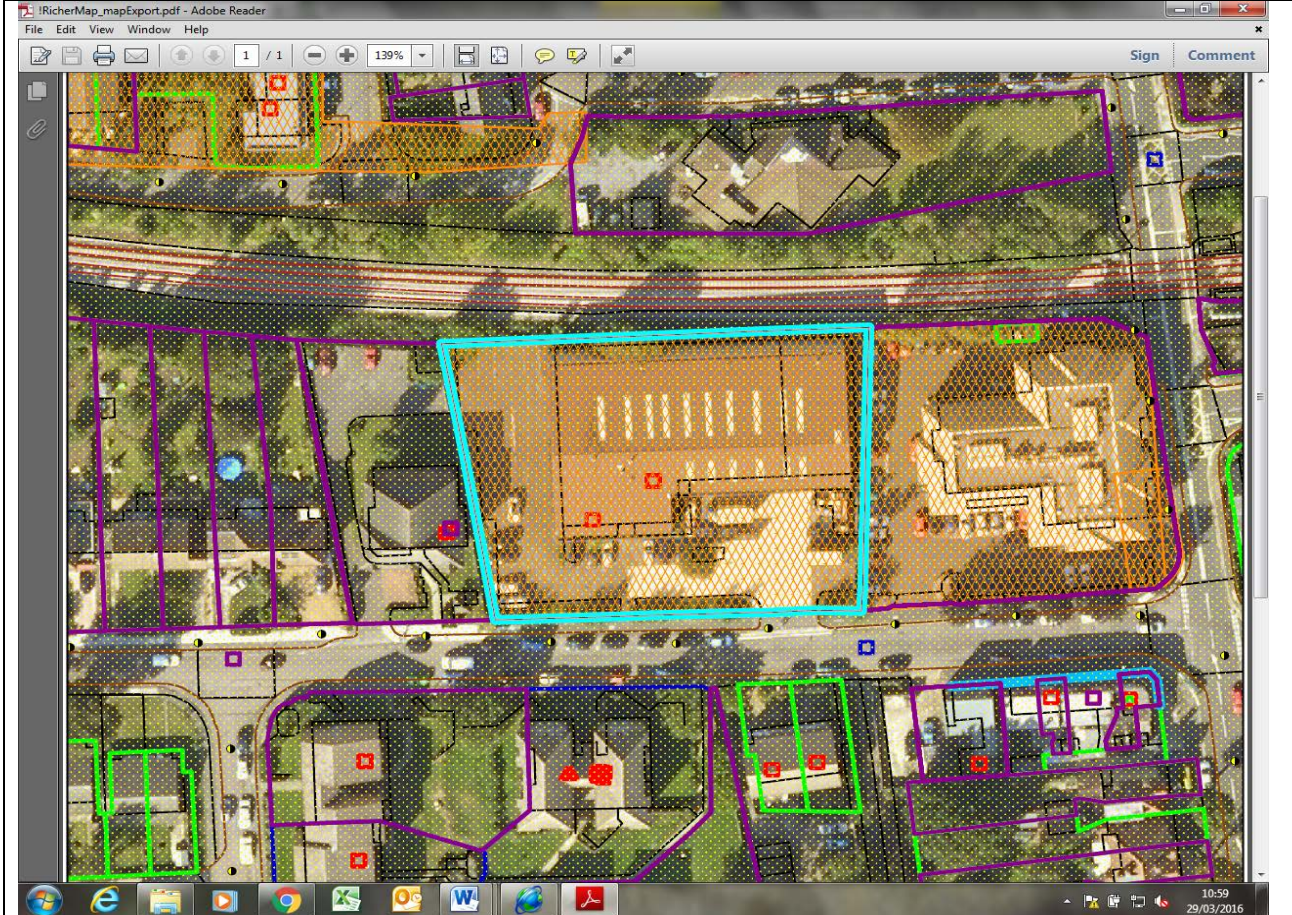 !RicherMap_mapExport.pdf - Adobe Reader
File Edit View Window Help
1 / 1 139% Sign Comment
10:59
29/03/2016